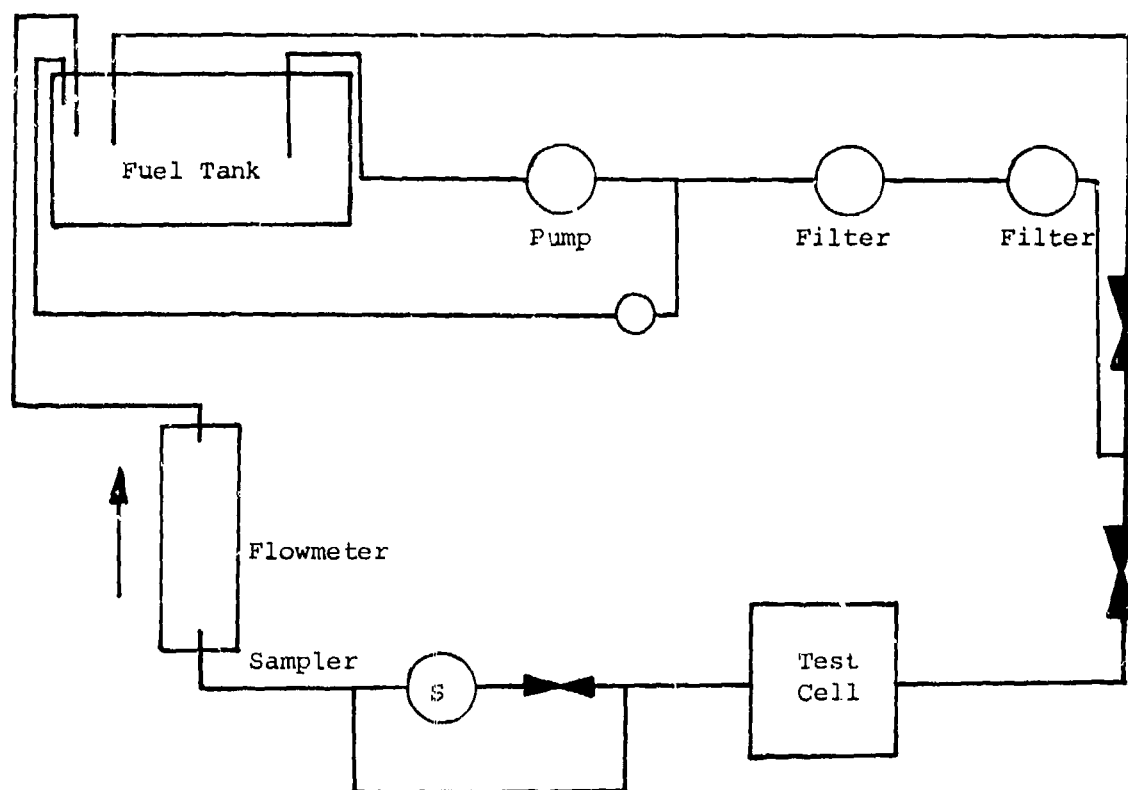 Fuel Tank
Pump
Filter
Filter
Flowmeter
Sampler
S
Test
Cell